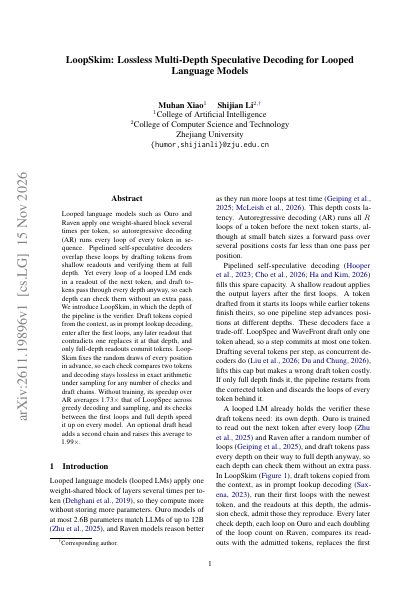 LoopSkim: Lossless Multi-Depth Speculative Decoding for Looped
Language Models
Muhan Xiao¹ Shijian Li²,†
¹College of Artificial Intelligence
²College of Computer Science and Technology
Zhejiang University
{humor,shijianli}@zju.edu.cn
arXiv:2611.19896v1 [cs.LG] 15 Nov 2026
Abstract
Looped language models such as Ouro and
Raven apply one weight-shared block several
times per token, so autoregressive decoding
(AR) runs every loop of every token in se-
quence. Pipelined self-speculative decoders
overlap these loops by drafting tokens from
shallow readouts and verifying them at full
depth. Yet every loop of a looped LM ends
in a readout of the next token, and draft to-
kens pass through every depth anyway, so each
depth can check them without an extra pass.
We introduce LoopSkim, in which the depth of
the pipeline is the verifier. Draft tokens copied
from the context, as in prompt lookup decoding,
enter after the first loops, any later readout that
contradicts one replaces it at that depth, and
only full-depth readouts commit tokens. Loop-
Skim fixes the random draws of every position
in advance, so each check compares two tokens
and decoding stays lossless in exact arithmetic
under sampling for any number of checks and
draft chains. Without training, its speedup over
AR averages 1.73× that of LoopSpec across
greedy decoding and sampling, and its checks
between the first loops and full depth speed
it up on every model. An optional draft head
adds a second chain and raises this average to
1.99×.
1 Introduction
Looped language models (looped LMs) apply one
weight-shared block of layers several times per to-
ken (Dehghani et al., 2019), so they compute more
without storing more parameters. Ouro models of
at most 2.6B parameters match LLMs of up to 12B
(Zhu et al., 2025), and Raven models reason better
†Corresponding author.
as they run more loops at test time (Geiping et al.,
2025; McLeish et al., 2026). This depth costs la-
tency. Autoregressive decoding (AR) runs all R
loops of a token before the next token starts, al-
though at small batch sizes a forward pass over
several positions costs far less than one pass per
position.
Pipelined self-speculative decoding (Hooper
et al., 2023; Cho et al., 2026; Ha and Kim, 2026)
fills this spare capacity. A shallow readout applies
the output layers after the first loops. A token
drafted from it starts its loops while earlier tokens
finish theirs, so one pipeline step advances posi-
tions at different depths. These decoders face a
trade-off. LoopSpec and WaveFront draft only one
token ahead, so a step commits at most one token.
Drafting several tokens per step, as concurrent de-
coders do (Liu et al., 2026; Du and Chung, 2026),
lifts this cap but makes a wrong draft token costly. If
only full depth finds it, the pipeline restarts
from the corrected token and discards the loops of
every token behind it.
A looped LM already holds the verifier these
draft tokens need: its own depth. Ouro is trained
to read out the next token after every loop (Zhu
et al., 2025) and Raven after a random number of
loops (Geiping et al., 2025), and draft tokens pass
every depth on their way to full depth anyway, so
each depth can check them without an extra pass.
In LoopSkim (Figure 1), draft tokens copied from
the context, as in prompt lookup decoding (Sax-
ena, 2023), run their first loops with the newest
token, and the readouts at this depth, the admis-
sion check, admit those they reproduce. Every later
check depth, each loop on Ouro and each doubling
of the loop count on Raven, compares its read-
outs with the admitted tokens, replaces the first
1